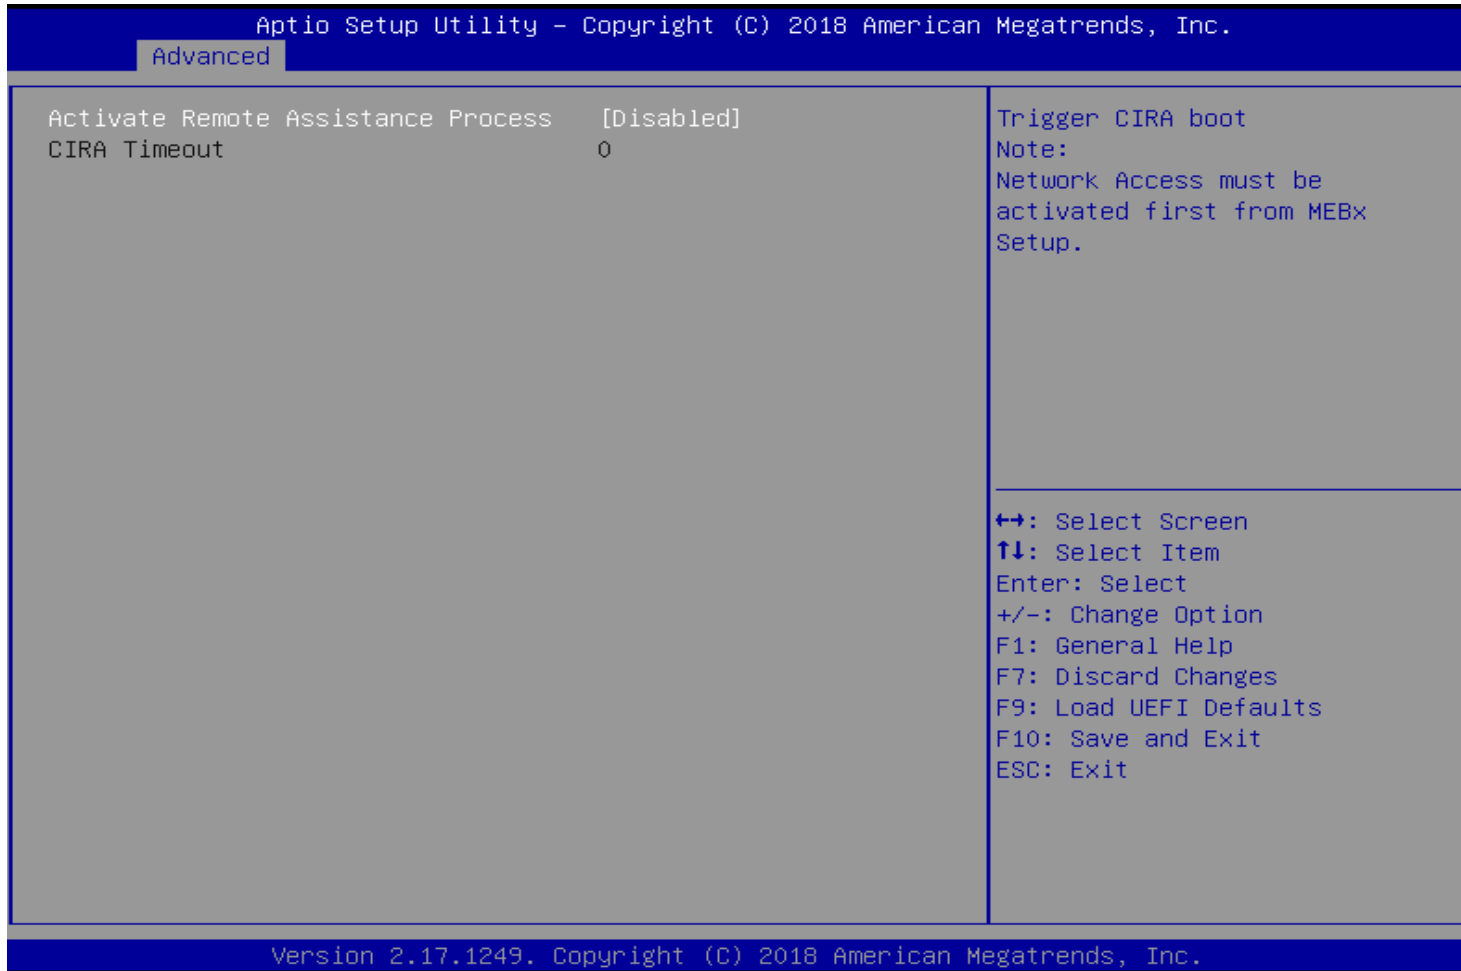 Aptio Setup Utility – Copyright (C) 2018 American Megatrends, Inc.
Advanced
Activate Remote Assistance Process [Disabled]
CIRA Timeout 0
Trigger CIRA boot
Note:
Network Access must be
activated first from MEBx
Setup.
↔: Select Screen
↑↓: Select Item
Enter: Select
+/-: Change Option
F1: General Help
F7: Discard Changes
F9: Load UEFI Defaults
F10: Save and Exit
ESC: Exit
Version 2.17.1249. Copyright (C) 2018 American Megatrends, Inc.